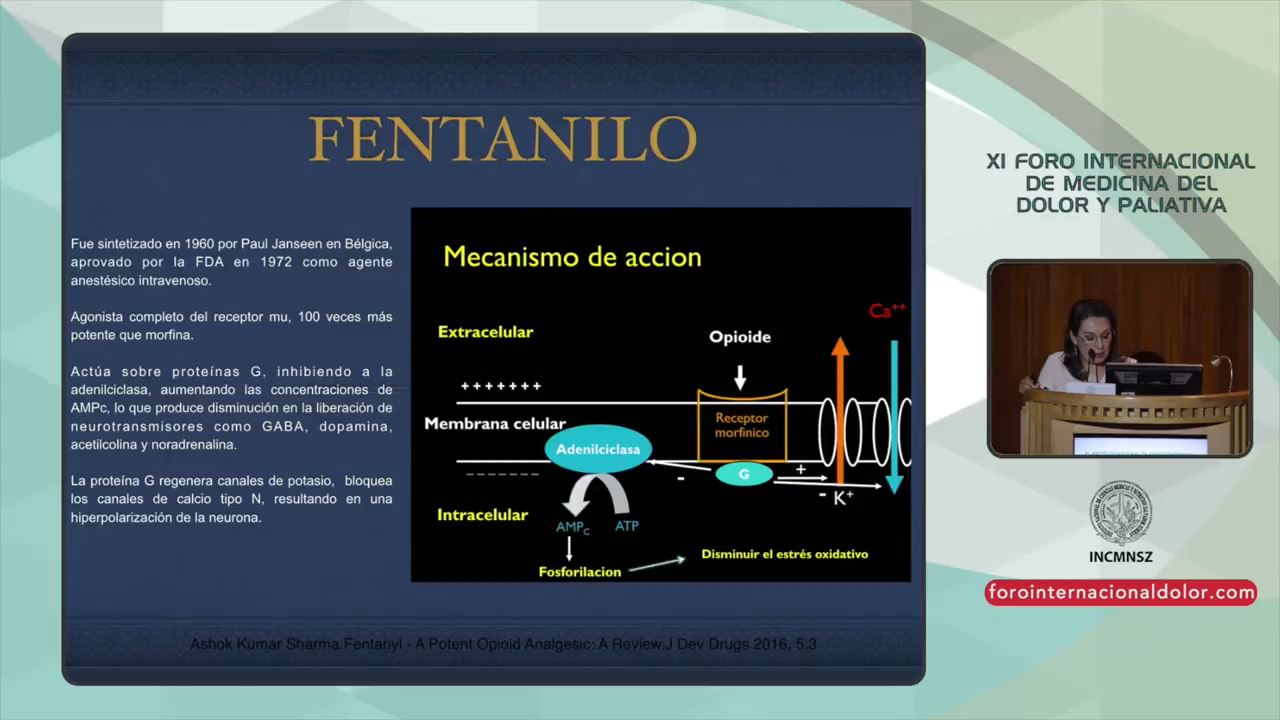 FENTANILO
Fue sintetizado en 1960 por Paul Janseen en Bélgica,
aprovado por la FDA en 1972 como agente
anestésico intravenoso.
Agonista completo del receptor mu, 100 veces más
potente que morfina.
Actúa sobre proteínas G, inhibiendo a la
adenilciclasa, aumentando las concentraciones de
AMPc, lo que produce disminución en la liberación de
neurotransmisores como GABA, dopamina,
acetilcolina y noradrenalina.
La proteína G regenera canales de potasio, bloquea
los canales de calcio tipo N, resultando en una
hiperpolarización de la neurona.
Mecanismo de accion
Ca++
Extracelular
Opioide
+ + + + + + +
Membrana celular
Receptor
morfinico
Adenilciclasa
G
+
-
- K+
_ _ _ _ _ _ _
Intracelular
AMPC
ATP
Disminuir el estrés oxidativo
Fosforilacion
Ashok Kumar Sharma.Fentanyl - A Potent Opioid Analgesic: A Review.J Dev Drugs 2016, 5:3
XI FORO INTERNACIONAL
DE MEDICINA DEL
DOLOR Y PALIATIVA
INCMNSZ
forointernacionaldolor.com